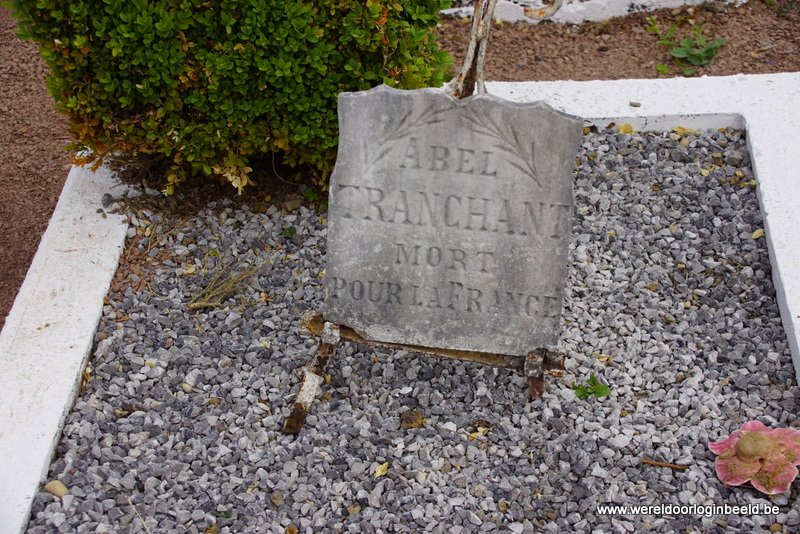 ABEL
TRANCHANT
MORT
POUR LA FRANCE
www.wereldoorloginbeeld.be